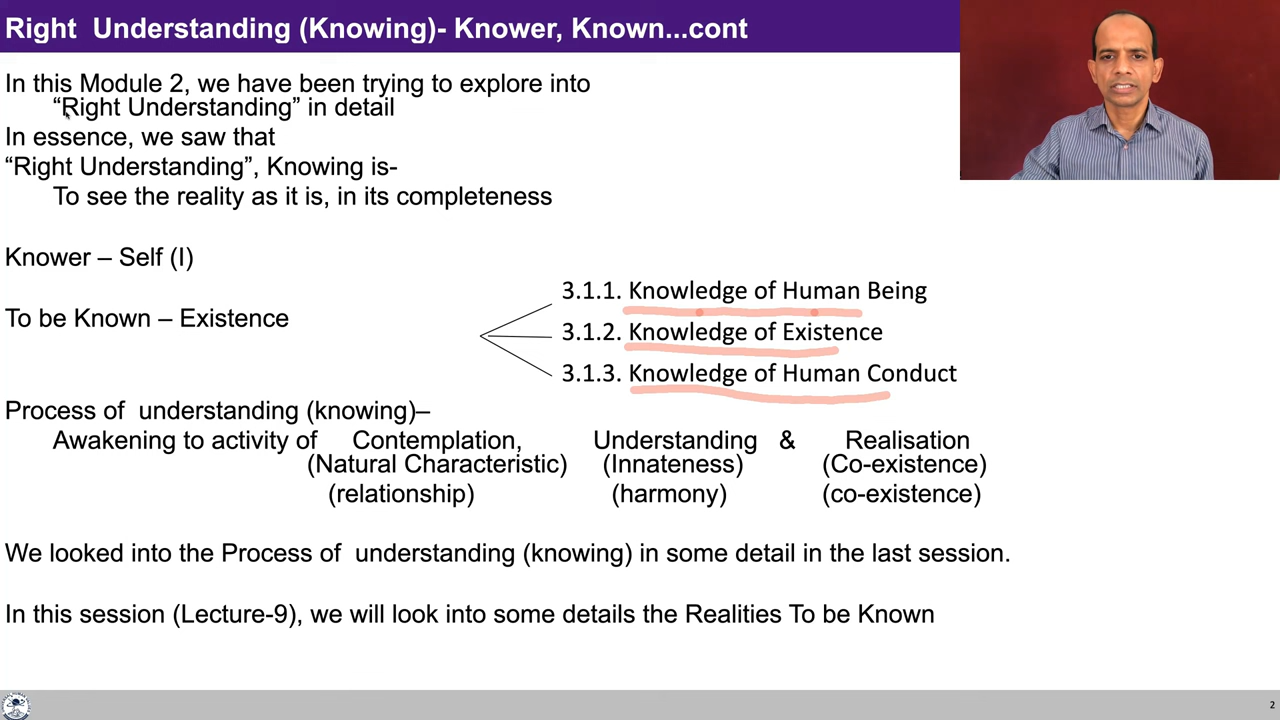 Right  Understanding (Knowing)- Knower, Known...cont
In this Module 2, we have been trying to explore into
“Right Understanding” in detail
In essence, we saw that
“Right Understanding”, Knowing is-
To see the reality as it is, in its completeness
Knower – Self (I)
3.1.1. Knowledge of Human Being
To be Known – Existence
3.1.2. Knowledge of Existence
3.1.3. Knowledge of Human Conduct
Process of  understanding (knowing)–
Awakening to activity of Contemplation, Understanding & Realisation
(Natural Characteristic) (Innateness) (Co-existence)
(relationship) (harmony) (co-existence)
We looked into the Process of  understanding (knowing) in some detail in the last session.
In this session (Lecture-9), we will look into some details the Realities To be Known
2